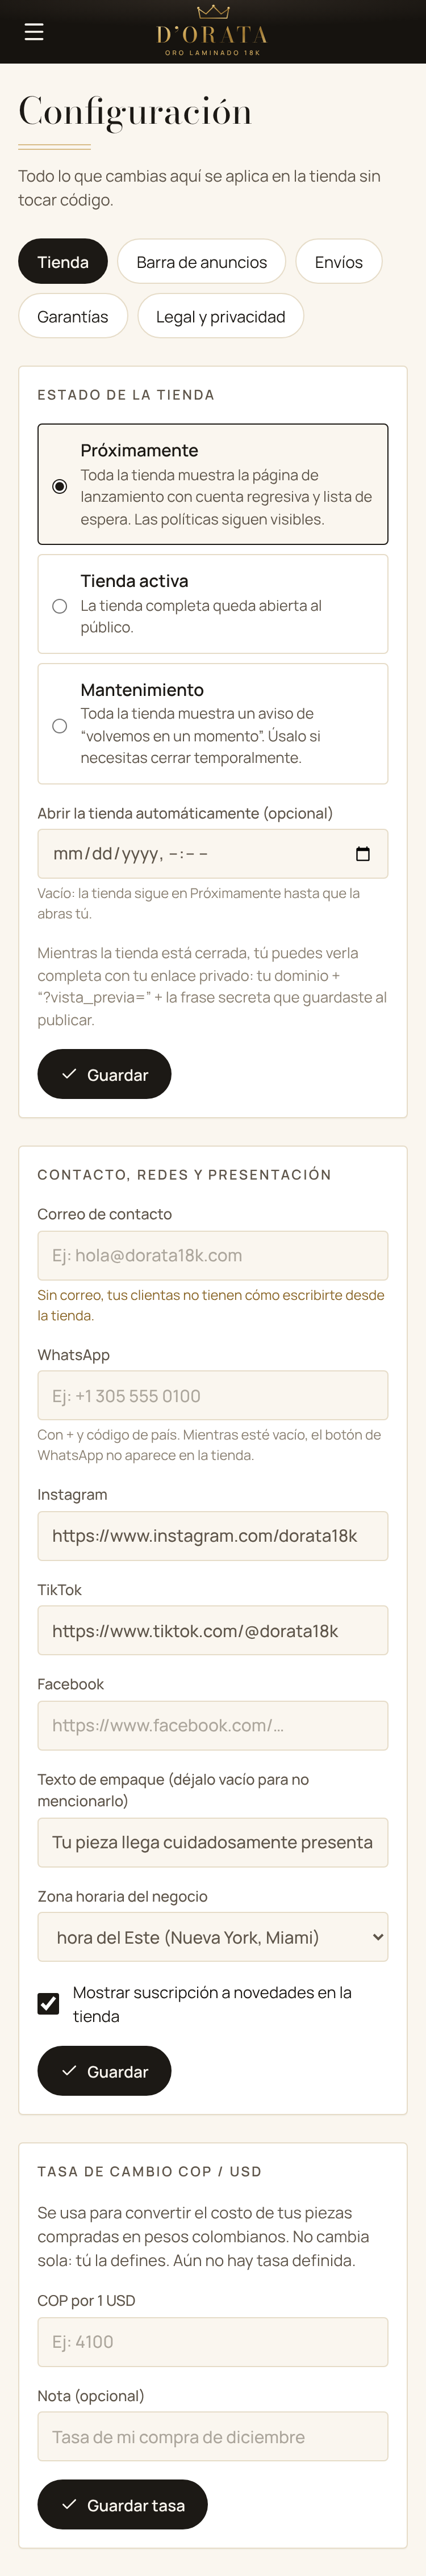 D'ORATA
ORO LAMINADO 18K
Configuración
Todo lo que cambias aquí se aplica en la tienda sin
tocar código.
Tienda
Barra de anuncios
Envíos
Garantías
Legal y privacidad
ESTADO DE LA TIENDA
Próximamente
Toda la tienda muestra la página de
lanzamiento con cuenta regresiva y lista de
espera. Las políticas siguen visibles.
Tienda activa
La tienda completa queda abierta al
público.
Mantenimiento
Toda la tienda muestra un aviso de
“volvemos en un momento”. Úsalo si
necesitas cerrar temporalmente.
Abrir la tienda automáticamente (opcional)
mm/dd/yyyy, –:– –
Vacío: la tienda sigue en Próximamente hasta que la
abras tú.
Mientras la tienda está cerrada, tú puedes verla
completa con tu enlace privado: tu dominio +
“?vista_previa=” + la frase secreta que guardaste al
publicar.
Guardar
CONTACTO, REDES Y PRESENTACIÓN
Correo de contacto
Ej: hola@dorata18k.com
Sin correo, tus clientas no tienen cómo escribirte desde
la tienda.
WhatsApp
Ej: +1 305 555 0100
Con + y código de país. Mientras esté vacío, el botón de
WhatsApp no aparece en la tienda.
Instagram
https://www.instagram.com/dorata18k
TikTok
https://www.tiktok.com/@dorata18k
Facebook
https://www.facebook.com/…
Texto de empaque (déjalo vacío para no
mencionarlo)
Tu pieza llega cuidadosamente presenta
Zona horaria del negocio
hora del Este (Nueva York, Miami)
Mostrar suscripción a novedades en la
tienda
Guardar
TASA DE CAMBIO COP / USD
Se usa para convertir el costo de tus piezas
compradas en pesos colombianos. No cambia
sola: tú la defines. Aún no hay tasa definida.
COP por 1 USD
Ej: 4100
Nota (opcional)
Tasa de mi compra de diciembre
Guardar tasa